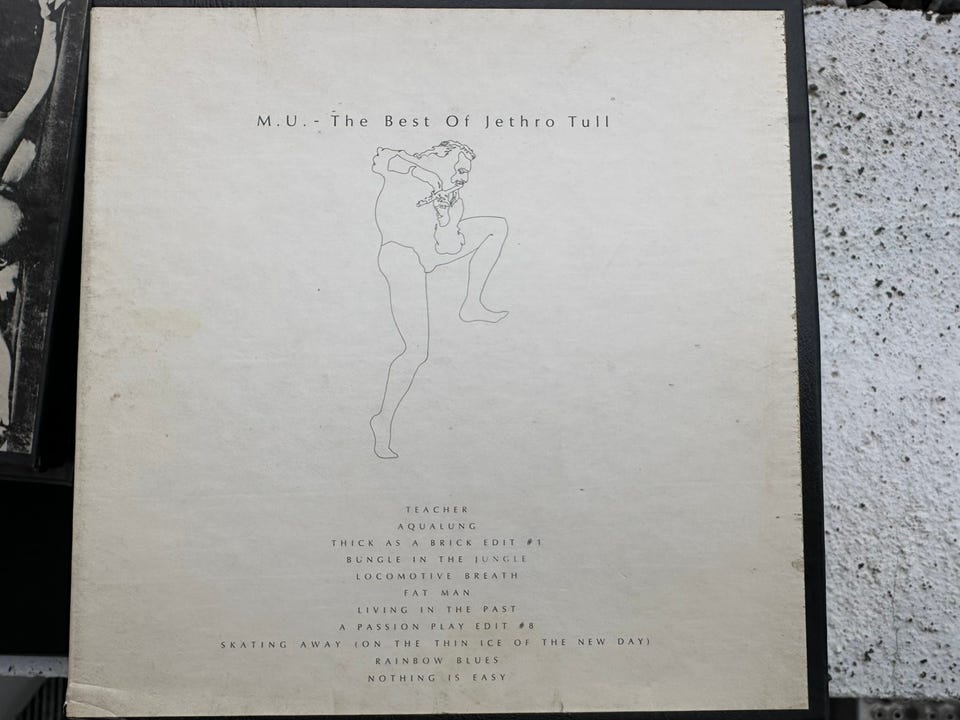 M.U. - The Best Of Jethro Tull
TEACHER
AQUALUNG
THICK AS A BRICK EDIT #1
BUNGLE IN THE JUNGLE
LOCOMOTIVE BREATH
FAT MAN
LIVING IN THE PAST
A PASSION PLAY EDIT #8
SKATING AWAY (ON THE THIN ICE OF THE NEW DAY)
RAINBOW BLUES
NOTHING IS EASY